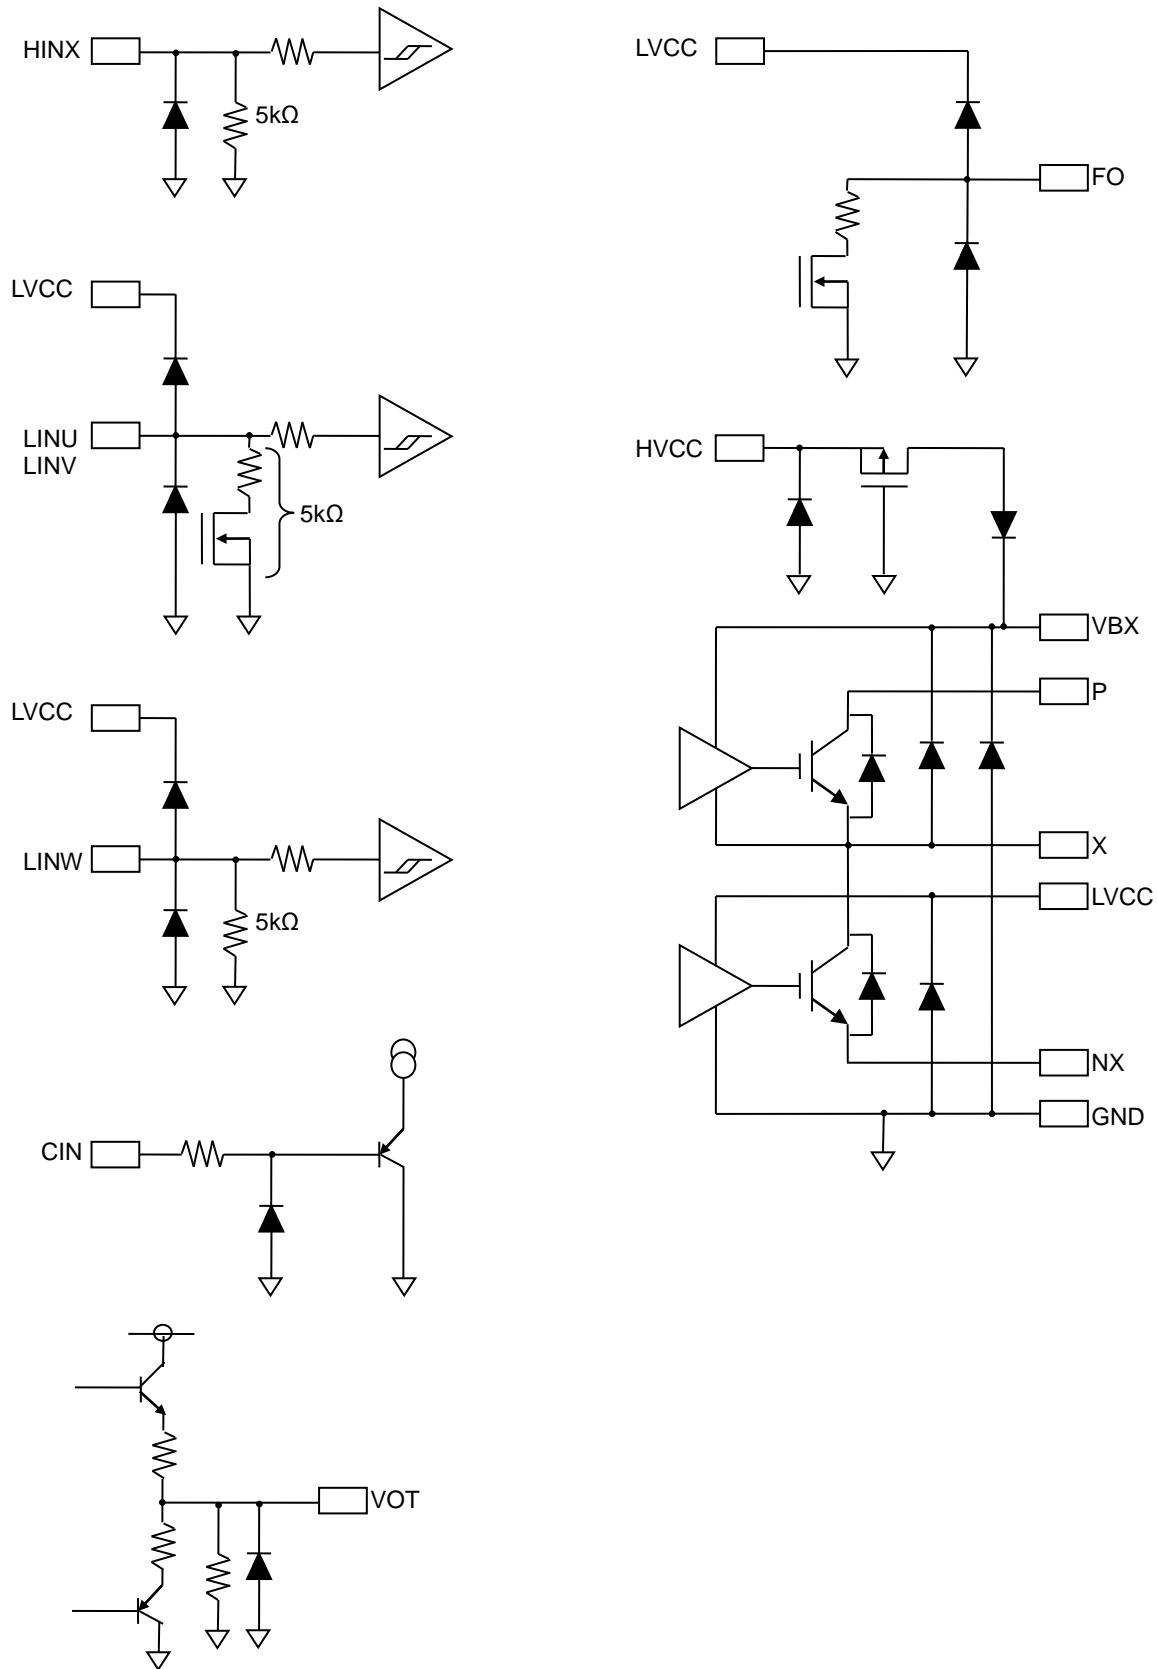 HINX
5kΩ
LVCC
LINU
LINV
5kΩ
LVCC
LINW
5kΩ
CIN
VOT
LVCC
FO
HVCC
VBX
P
X
LVCC
NX
GND